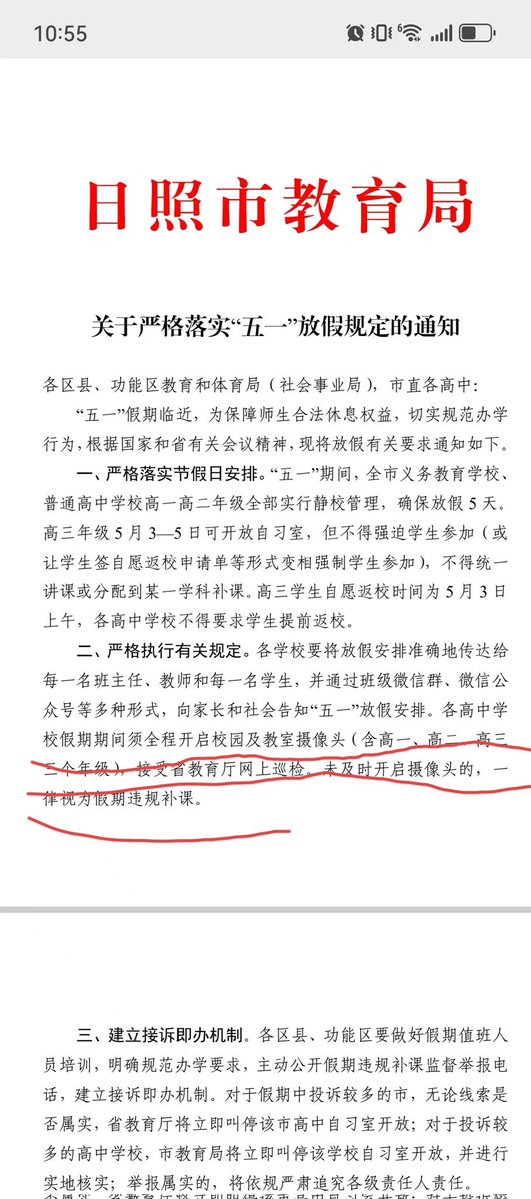 10:55
6
日照市教育局
关于严格落实“五一”放假规定的通知
各区县、功能区教育和体育局（社会事业局），市直各高中：
“五一”假期临近，为保障师生合法休息权益，切实规范办学
行为，根据国家和省有关会议精神，现将放假有关要求通知如下。
一、严格落实节假日安排。“五一”期间，全市义务教育学校、
普通高中学校高一高二年级全部实行静校管理，确保放假 5 天。
高三年级 5 月 3—5 日可开放自习室，但不得强迫学生参加（或
让学生签自愿返校申请单等形式变相强制学生参加），不得统一
讲课或分配到某一学科补课。高三学生自愿返校时间为 5 月 3 日
上午，各高中学校不得要求学生提前返校。
二、严格执行有关规定。各学校要将放假安排准确地传达给
每一名班主任、教师和每一名学生，并通过班级微信群、微信公
众号等多种形式，向家长和社会告知“五一”放假安排。各高中学
校假期期间须全程开启校园及教室摄像头（含高一、高二、高三
三个年级），接受省教育厅网上巡检。未及时开启摄像头的，一
律视为假期违规补课。
三、建立接诉即办机制。各区县、功能区要做好假期值班人
员培训，明确规范办学要求，主动公开假期违规补课监督举报电
话，建立接诉即办机制。对于假期中投诉较多的市，无论线索是
否属实，省教育厅将立即叫停该市高中自习室开放；对于投诉较
多的高中学校，市教育局将立即叫停该学校自习室开放，并进行
实地核实；举报属实的，将依规严肃追究各级责任人责任。